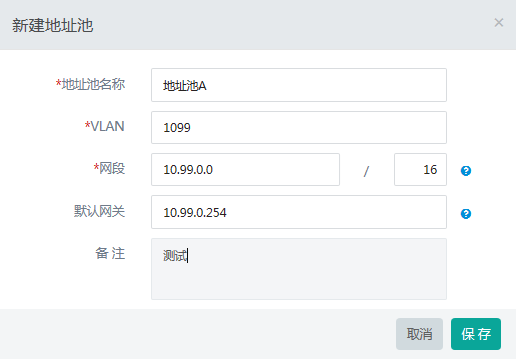 新建地址池 ×
*地址池名称 地址池A
*VLAN 1099
*网段 10.99.0.0 / 16 ?
默认网关 10.99.0.254 ?
备 注 测试
取消 保 存